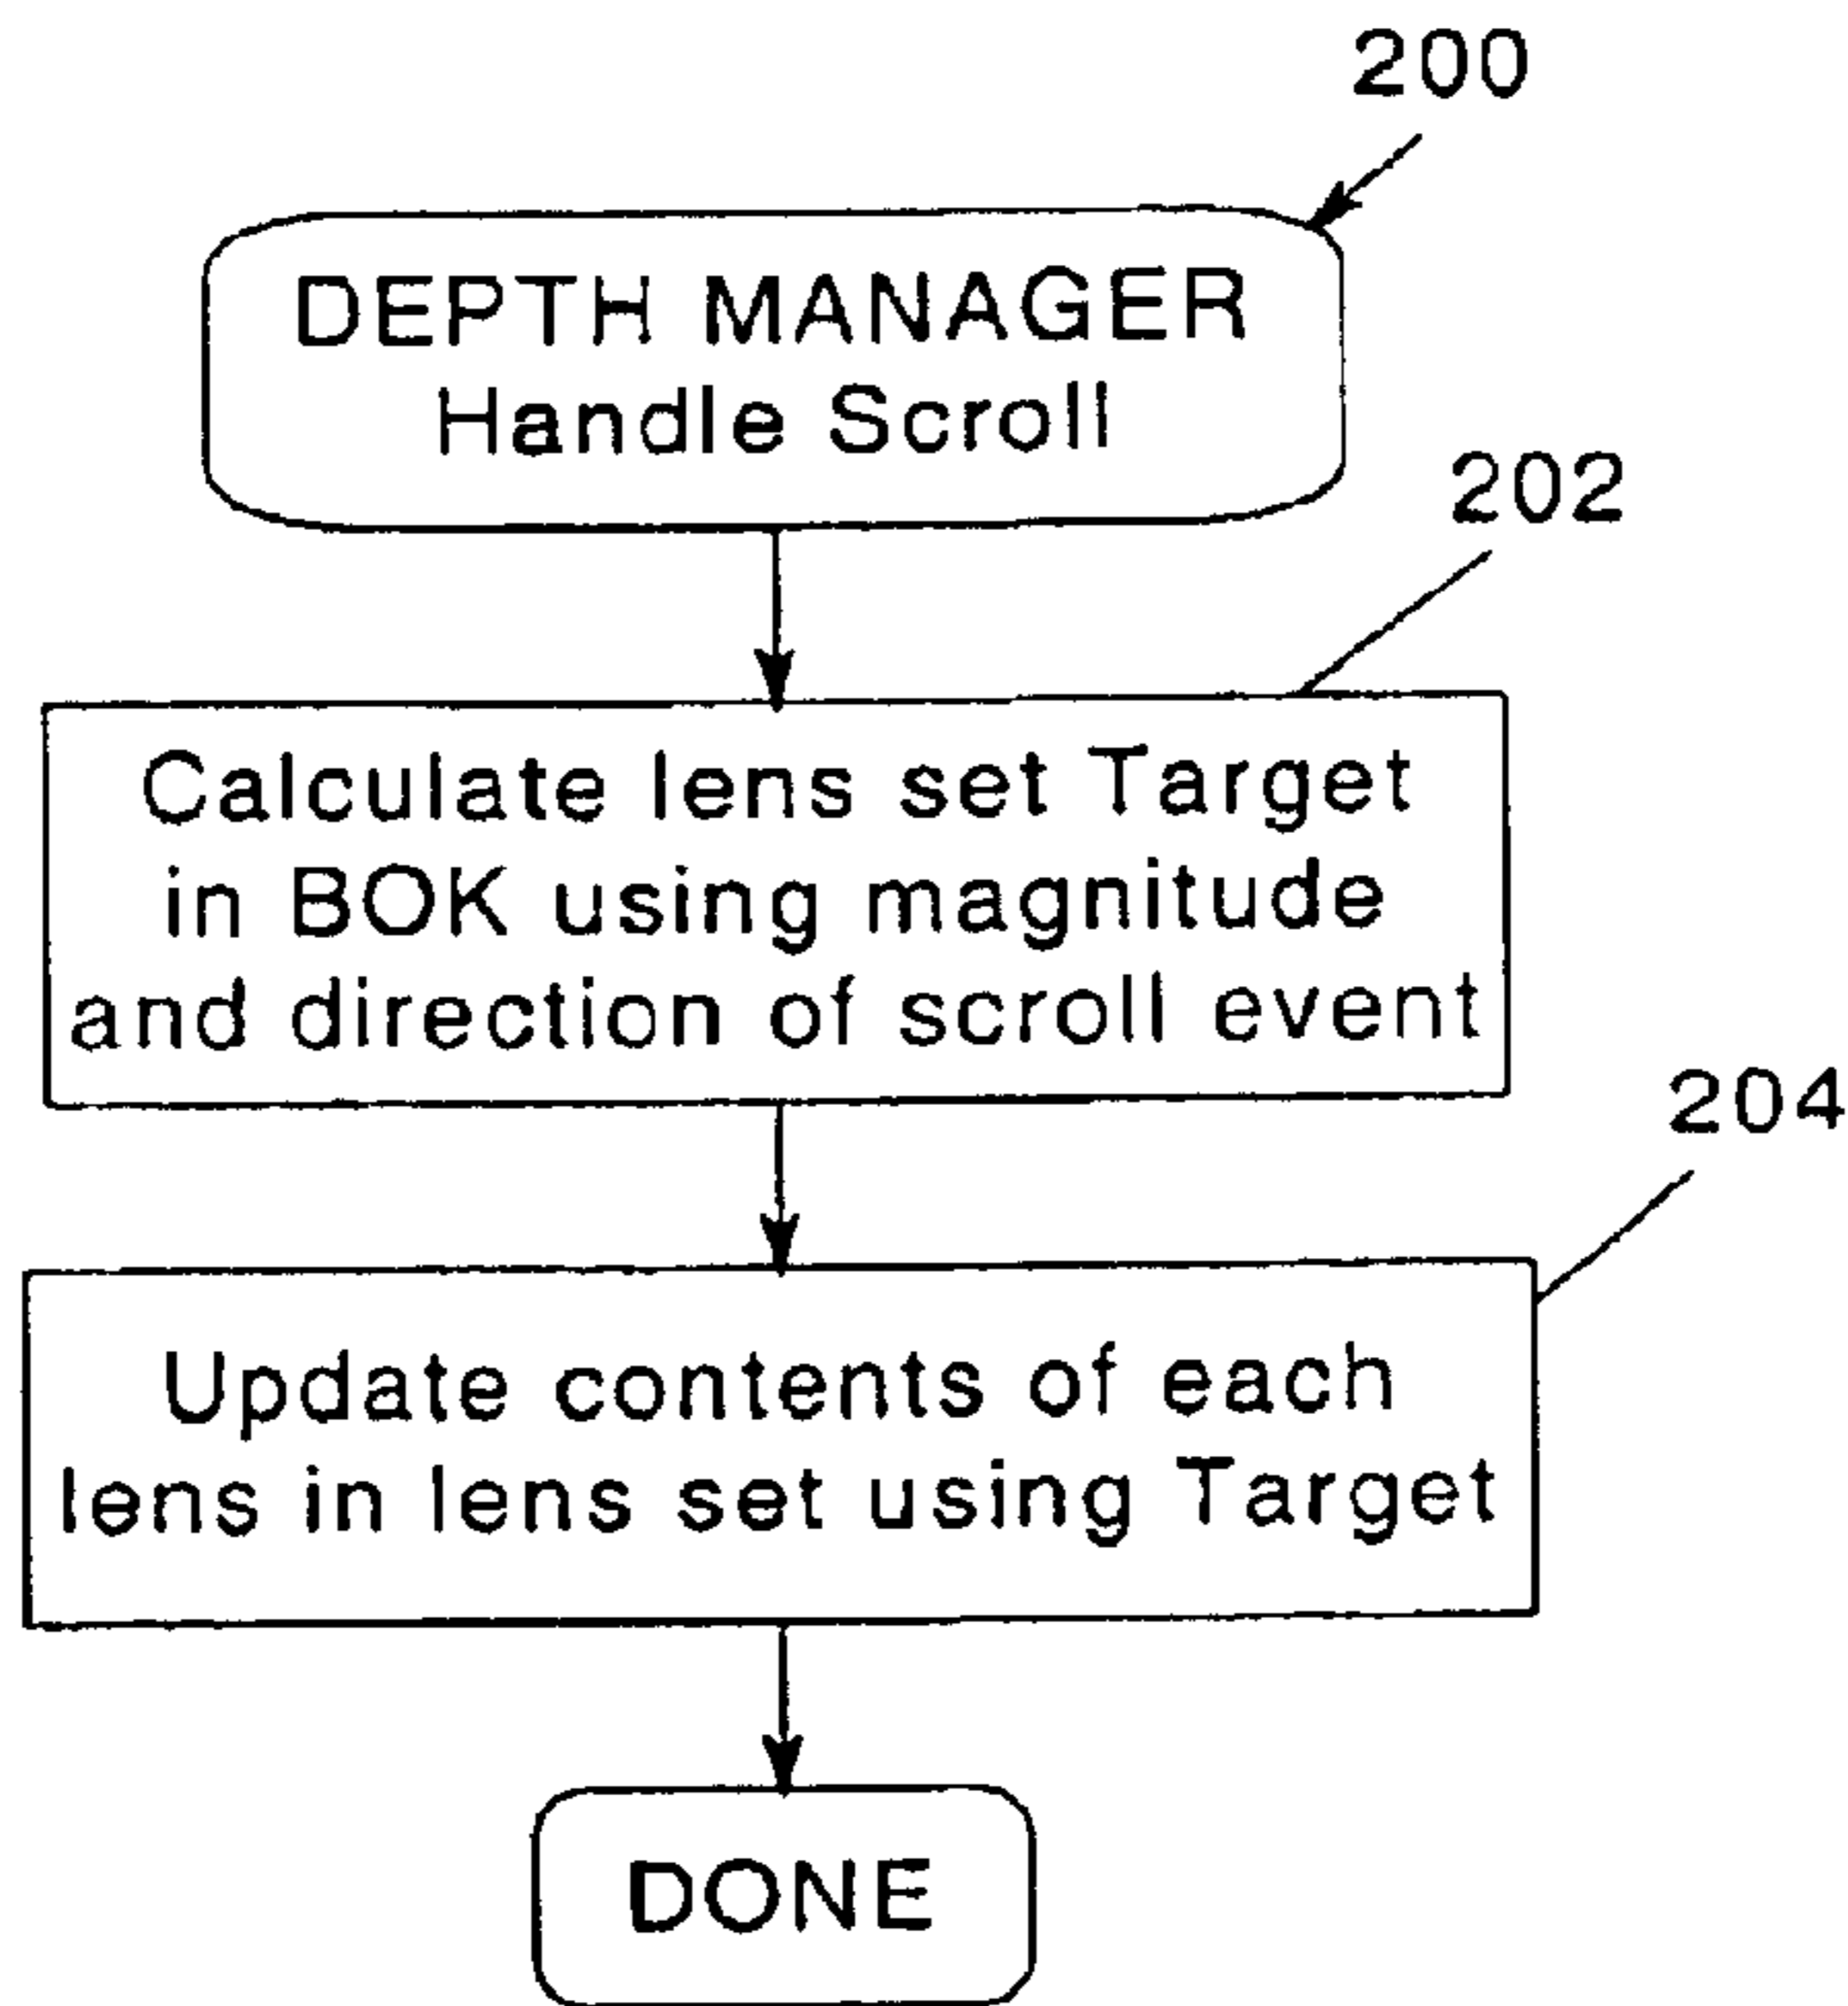 200
DEPTH MANAGER
Handle Scroll
202
Calculate lens set Target
in BOK using magnitude
and direction of scroll event
204
Update contents of each
lens in lens set using Target
DONE